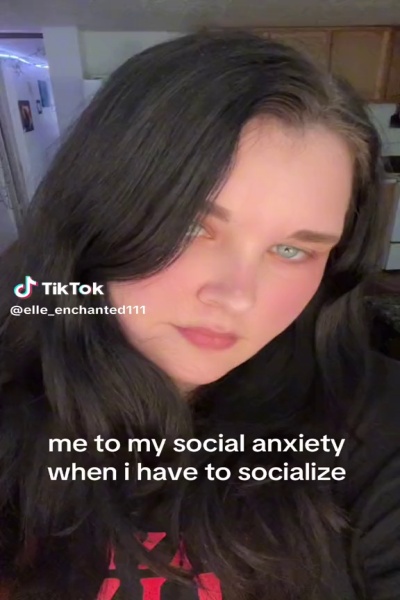 TikTok
@elle_enchanted111
me to my social anxiety
when i have to socialize